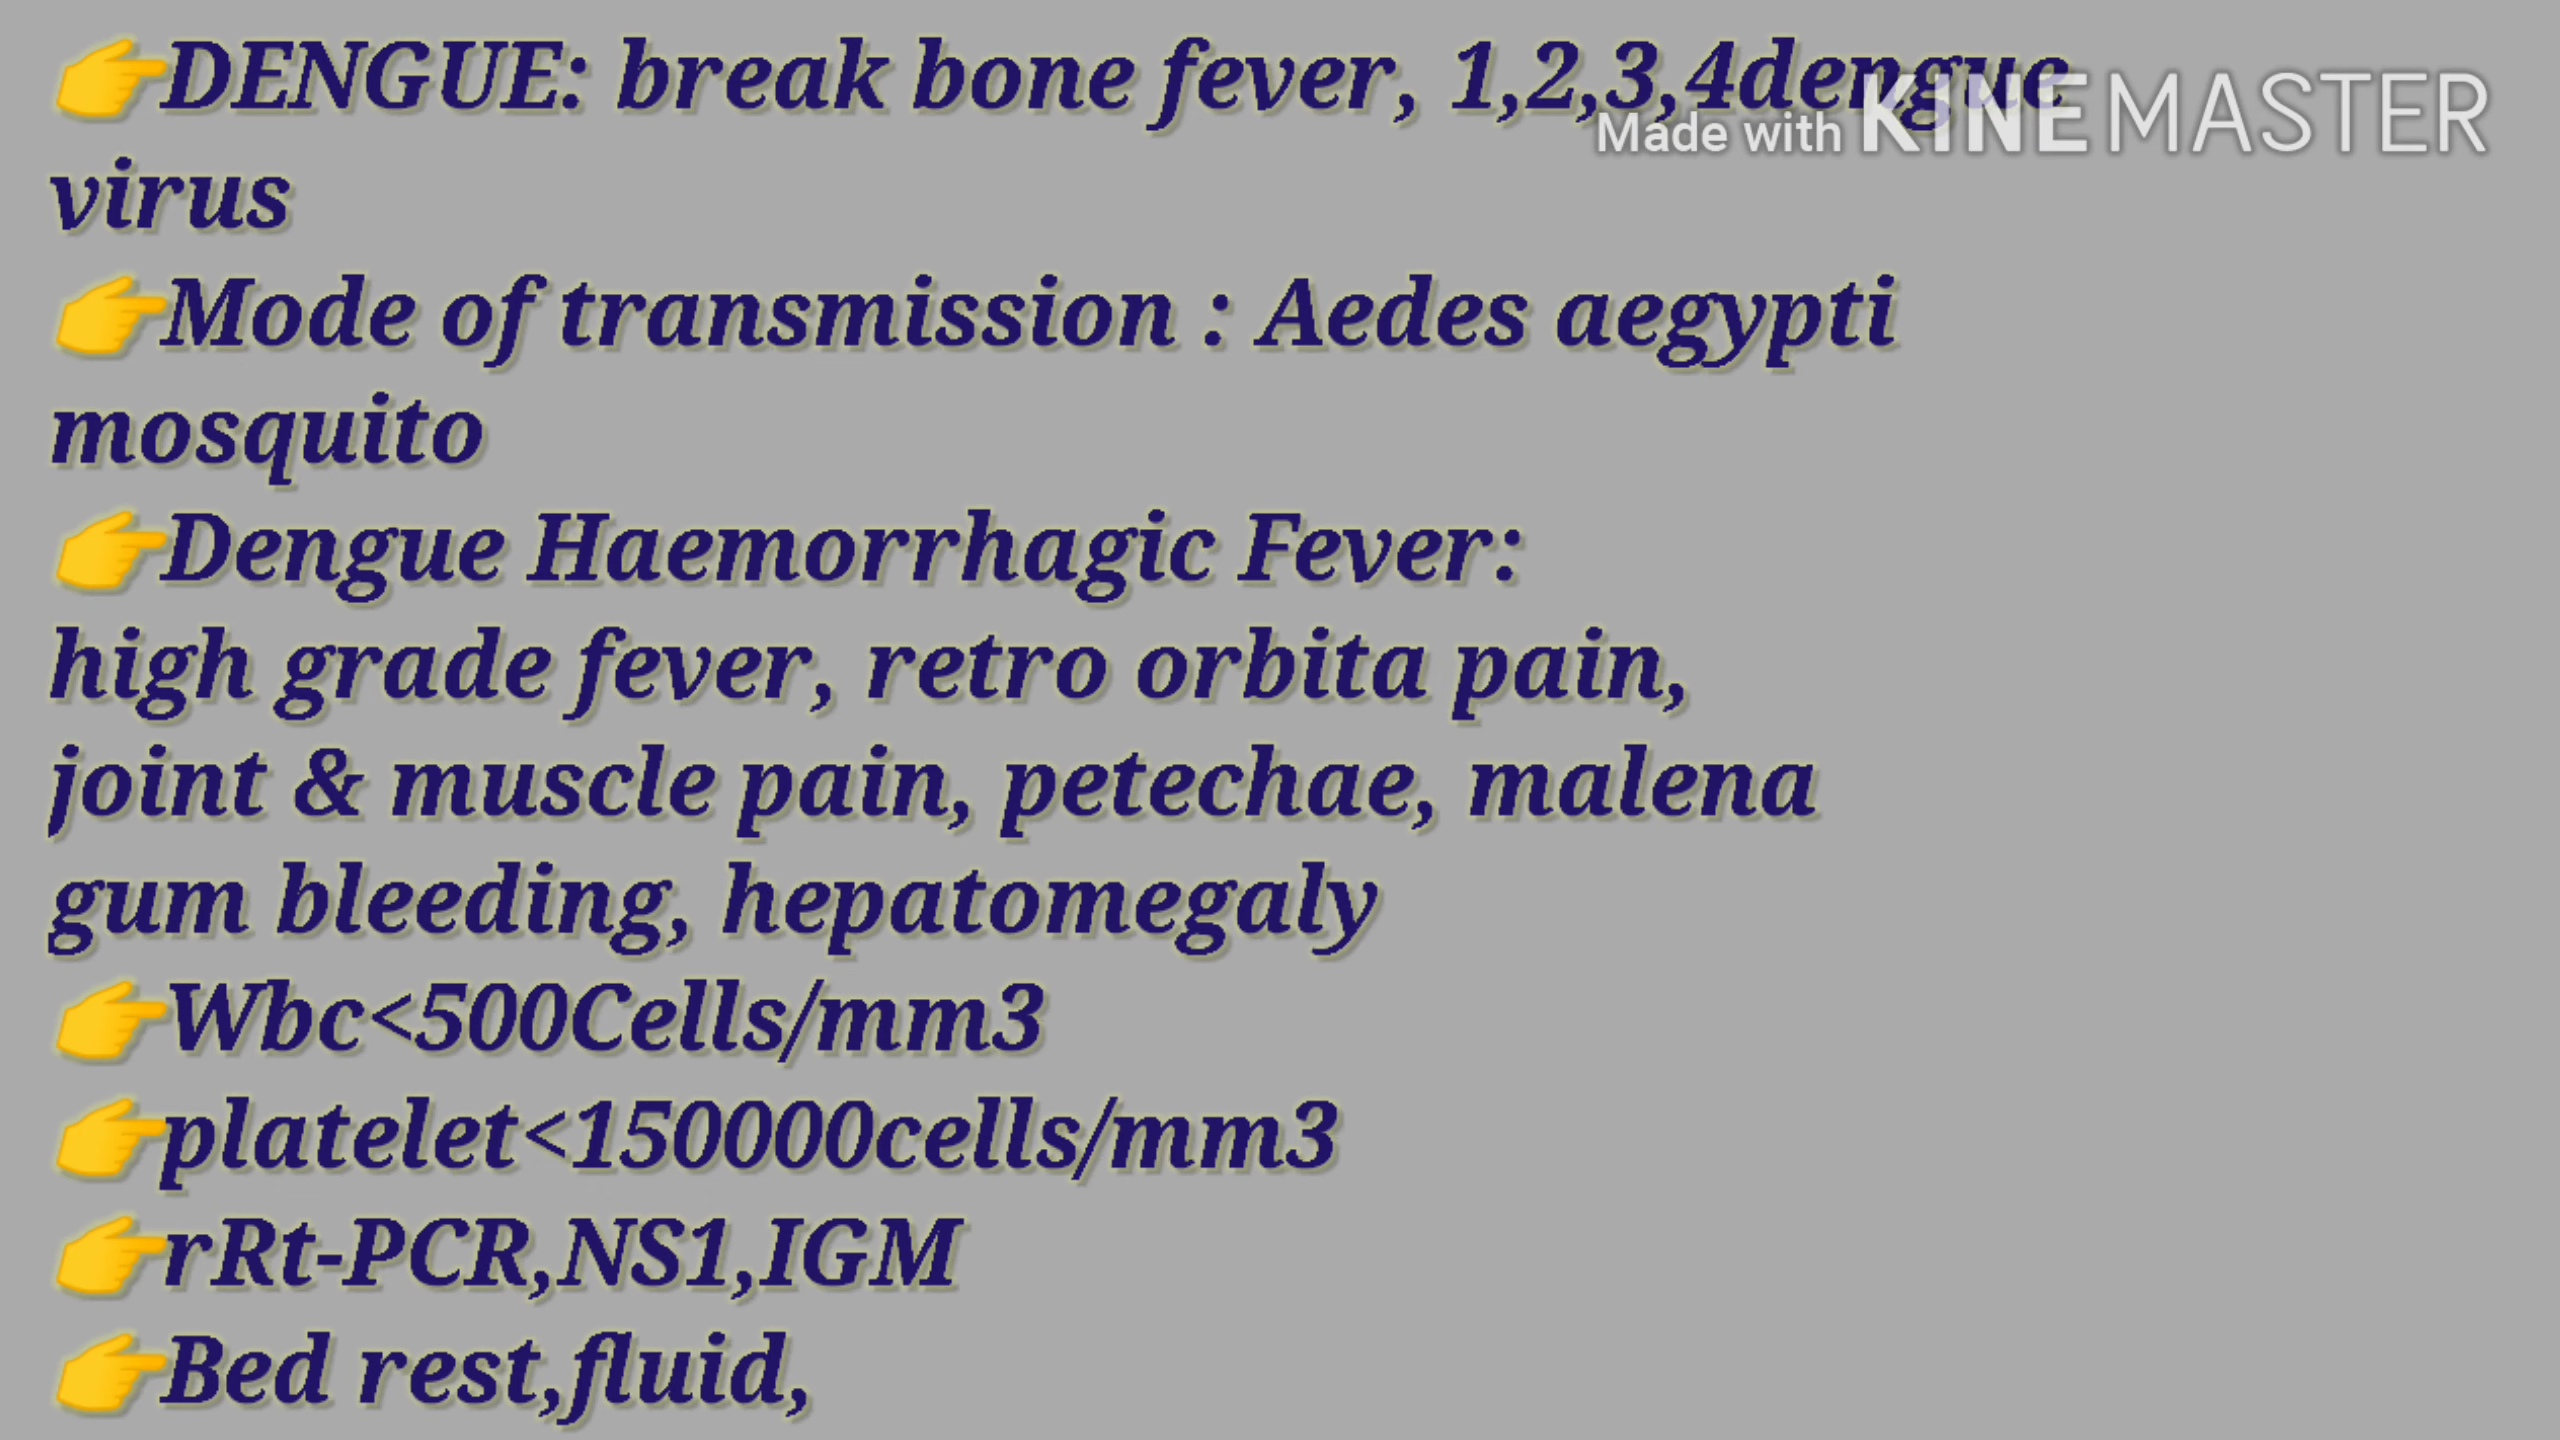 👉DENGUE: break bone fever, 1,2,3,4dengue
Made with KINEMASTER
virus
👉Mode of transmission : Aedes aegypti
mosquito
👉Dengue Haemorrhagic Fever:
high grade fever, retro orbita pain,
joint & muscle pain, petechae, malena
gum bleeding, hepatomegaly
👉Wbc<500Cells/mm3
👉platelet<150000cells/mm3
👉rRt-PCR,NS1,IGM
👉Bed rest,fluid,